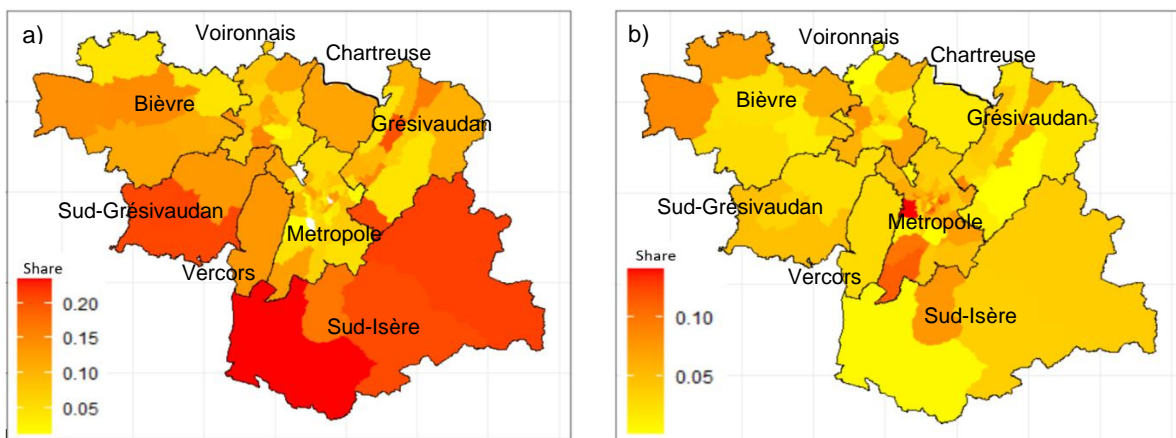 a)
Voironnais
Chartreuse
Bièvre
Grésivaudan
Sud-Grésivaudan
Metropole
Vercors
Share
0.20
0.15
0.10
0.05
Sud-Isère
b)
Voironnais
Chartreuse
Bièvre
Grésivaudan
Sud-Grésivaudan
Metropole
Vercors
Share
0.10
0.05
Sud-Isère